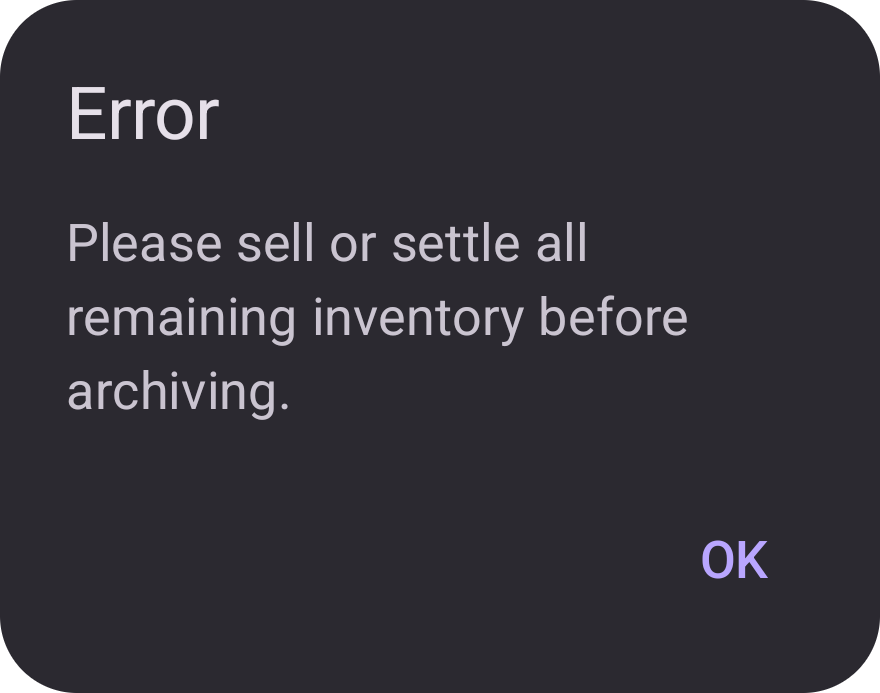 Error
Please sell or settle all
remaining inventory before
archiving.
OK